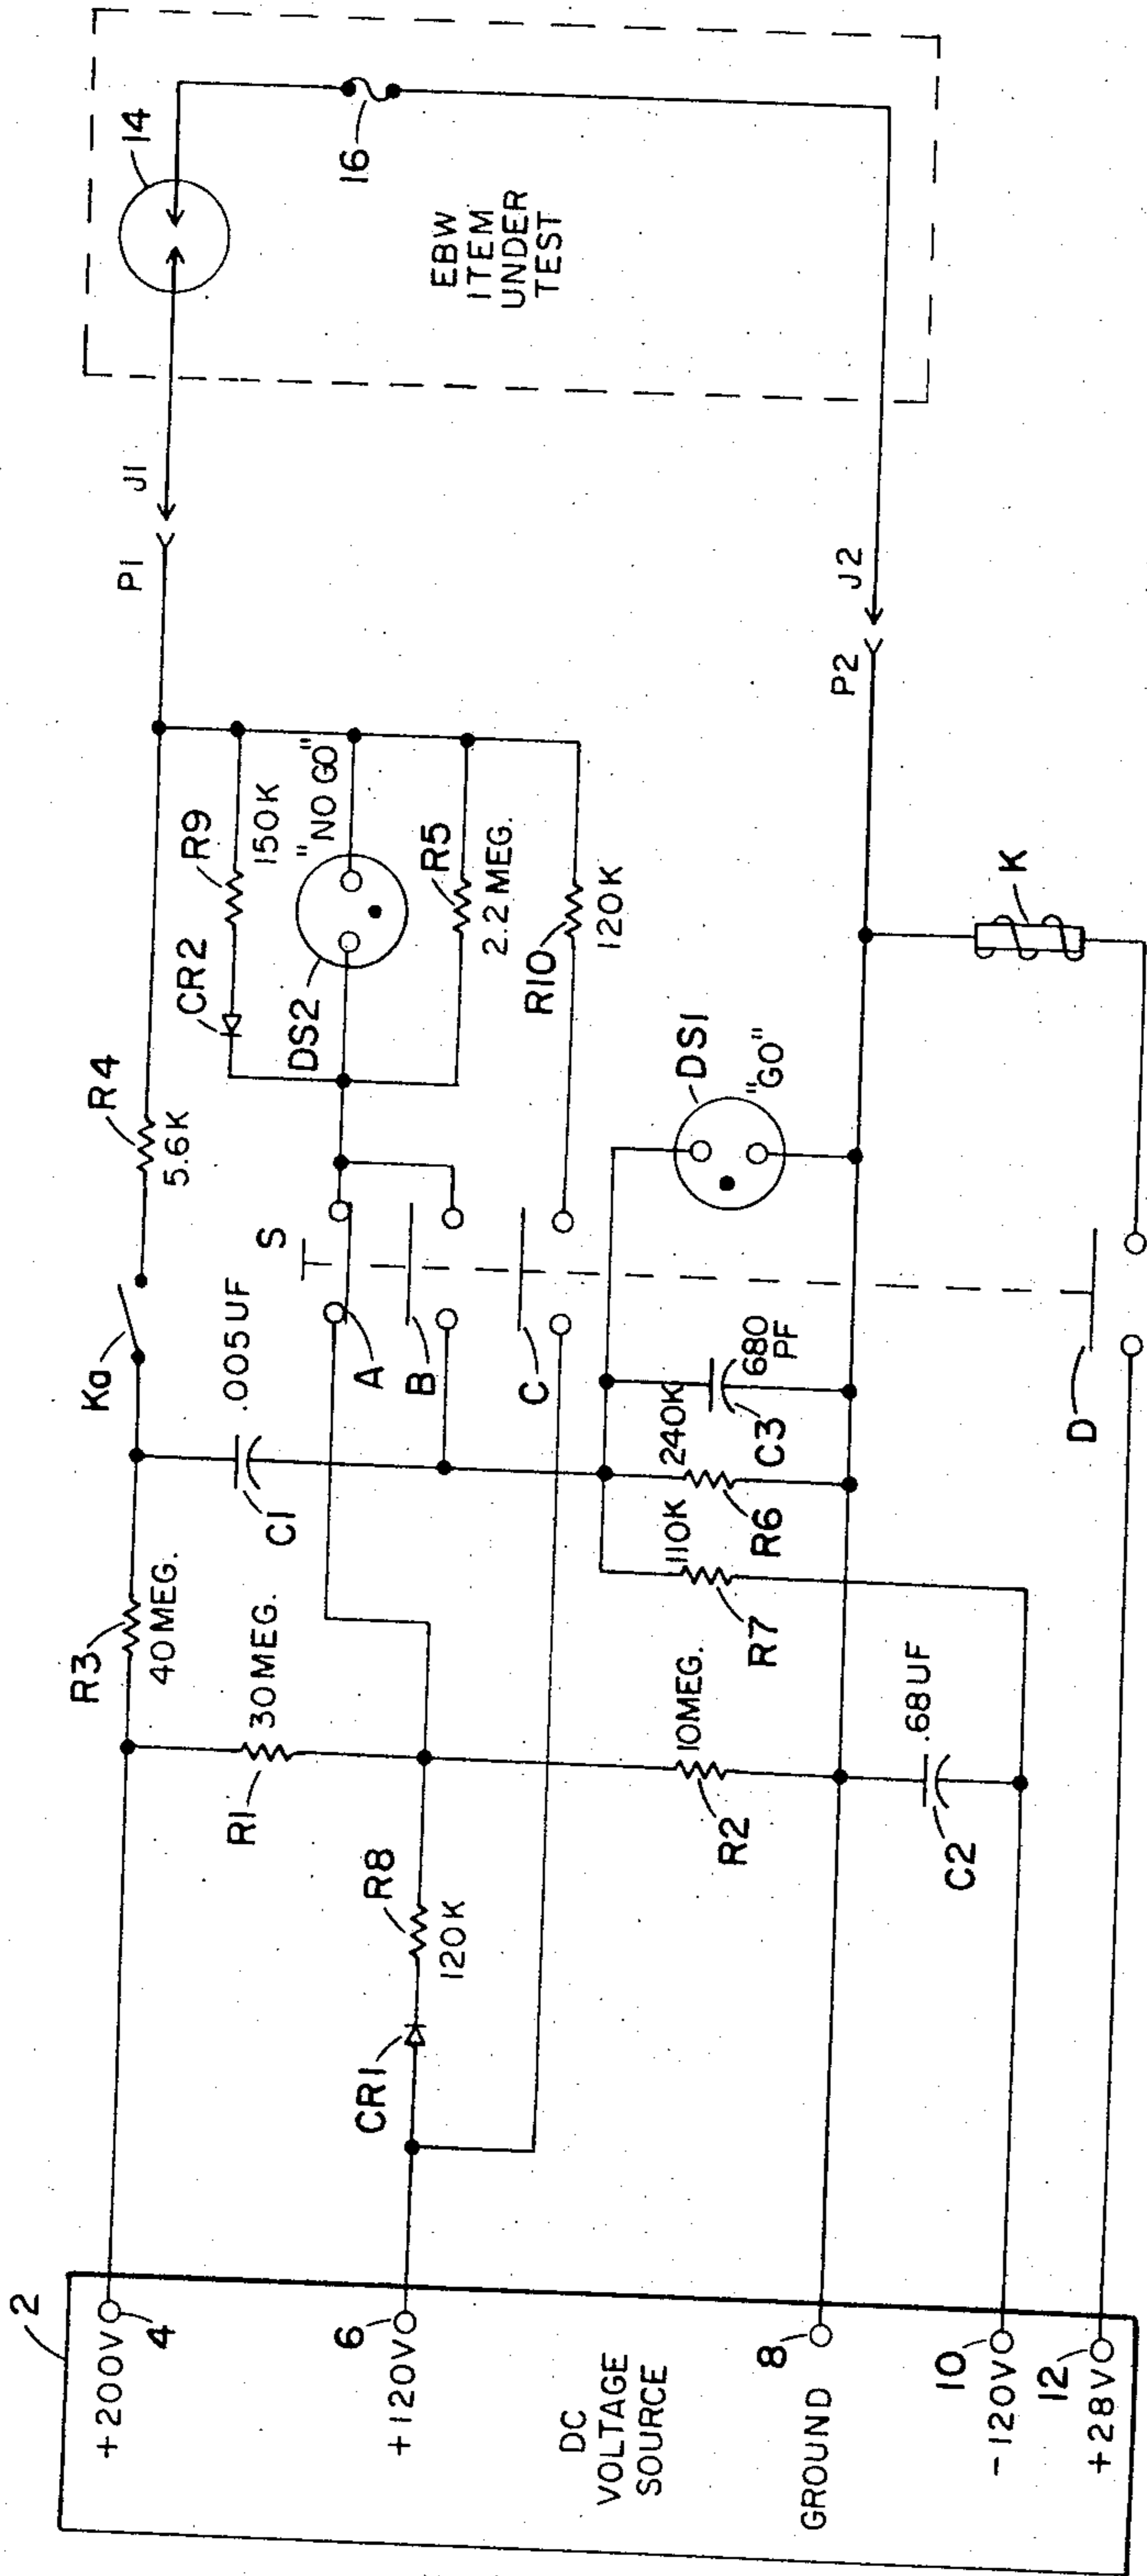 2
+200V
4
+120V
6
DC
VOLTAGE
SOURCE
GROUND
8
-120V
10
+28V
12
R3
40 MEG.
R1
30 MEG.
CR1
R8
120K
R2
10MEG.
C2
.68UF
R7
110K
R6
240K
C3
680
PF
C1
.005UF
Ka
R4
5.6K
S
A
B
C
D
CR2
R9
150K
DS2
"NO GO"
R5
2.2 MEG.
R10
120K
DS1
"GO"
K
P1
J1
P2
J2
14
16
EBW
ITEM
UNDER
TEST